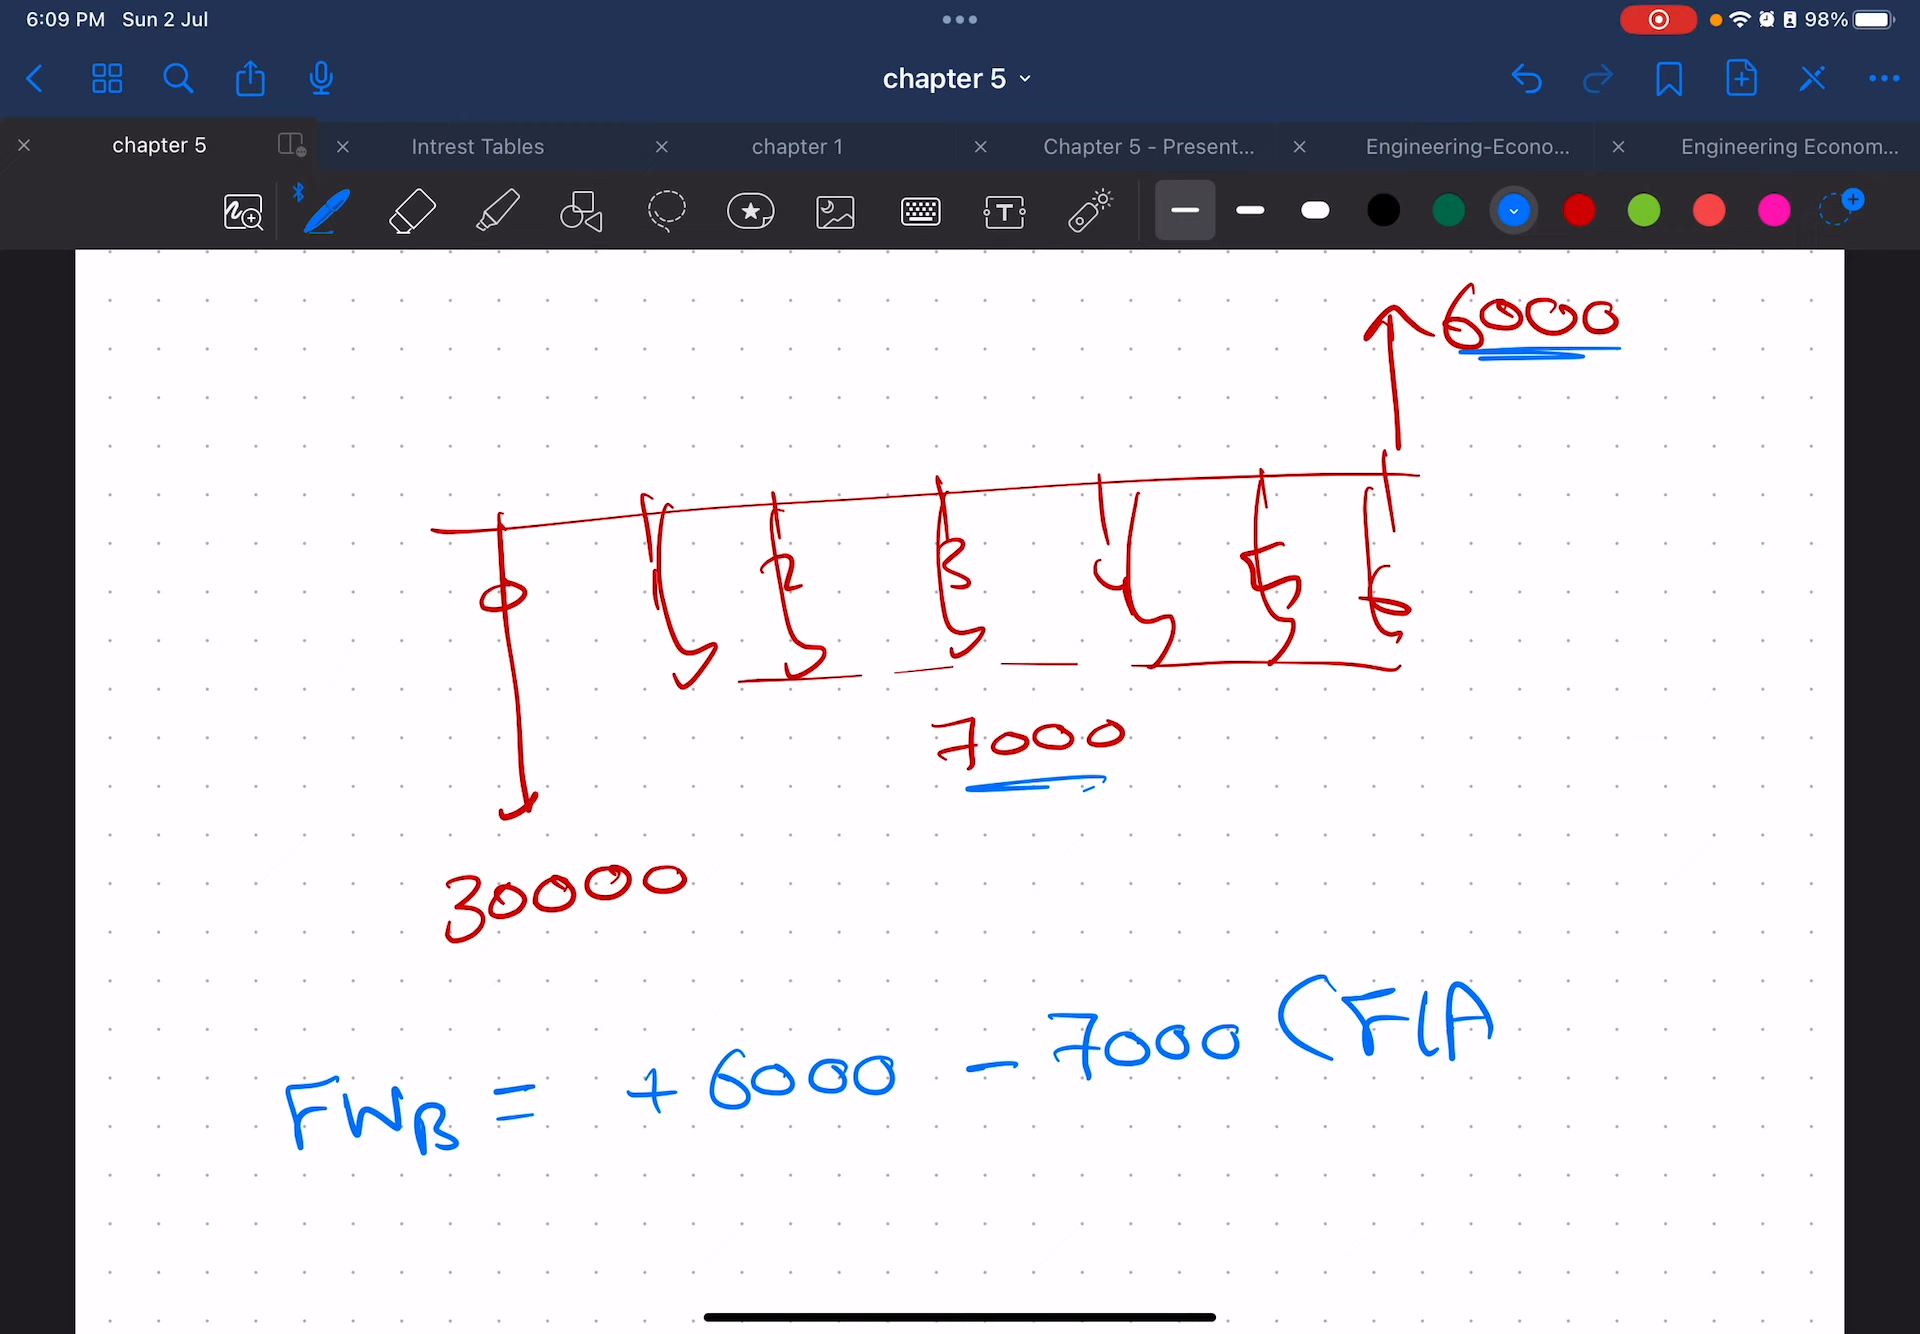 6:09 PM Sun 2 Jul 98%
chapter 5
chapter 5 Intrest Tables chapter 1 Chapter 5 - Present... Engineering-Econo... Engineering Econom...
6000
0 1 2 3 4 5 6
7000
30000
FWB = + 6000 - 7000 (F/A